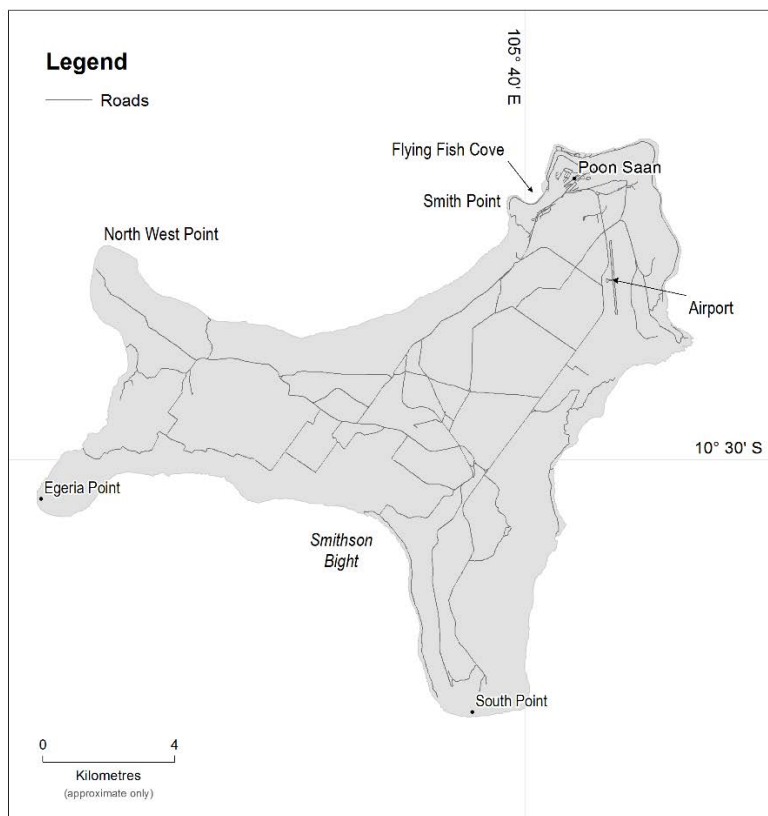 Legend
Roads
105° 40' E
Flying Fish Cove
Poon Saan
Smith Point
North West Point
Airport
10° 30' S
Egeria Point
Smithson
Bight
South Point
0 4
Kilometres
(approximate only)